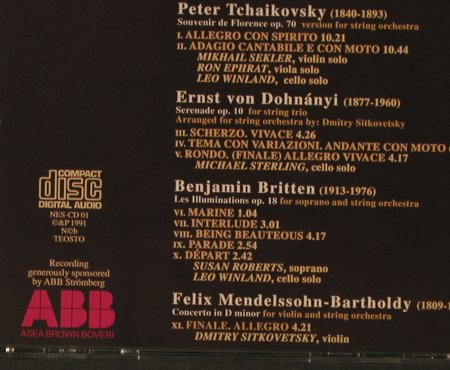 Peter Tchaikovsky (1840-1893)
Souvenir de Florence op. 70 version for string orchestra
I. ALLEGRO CON SPIRITO 10.21
II. ADAGIO CANTABILE E CON MOTO 10.44
MIKHAIL SEKLER, violin solo
RON EPHRAT, viola solo
LEO WINLAND, cello solo
Ernst von Dohnányi (1877-1960)
Serenade op. 10 for string trio
Arranged for string orchestra by: Dmitry Sitkovetsky
III. SCHERZO. VIVACE 4.26
IV. TEMA CON VARIAZIONI. ANDANTE CON MOTO
V. RONDO. (FINALE) ALLEGRO VIVACE 4.17
MICHAEL STERLING, cello solo
Benjamin Britten (1913-1976)
Les Illuminations op. 18 for soprano and string orchestra
VI. MARINE 1.04
VII. INTERLUDE 3.01
VIII. BEING BEAUTEOUS 4.17
IX. PARADE 2.54
X. DÉPART 2.42
SUSAN ROBERTS, soprano
LEO WINLAND, cello solo
Felix Mendelssohn-Bartholdy (1809-1
Concerto in D minor for violin and string orchestra
XI. FINALE. ALLEGRO 4.21
DMITRY SITKOVETSKY, violin
COMPACT
disc
DIGITAL AUDIO
NES-CD 01
©&P 1991
N©b
TEOSTO
Recording
generously sponsored
by ABB Strömberg
ABB
ASEA BROWN BOVERI